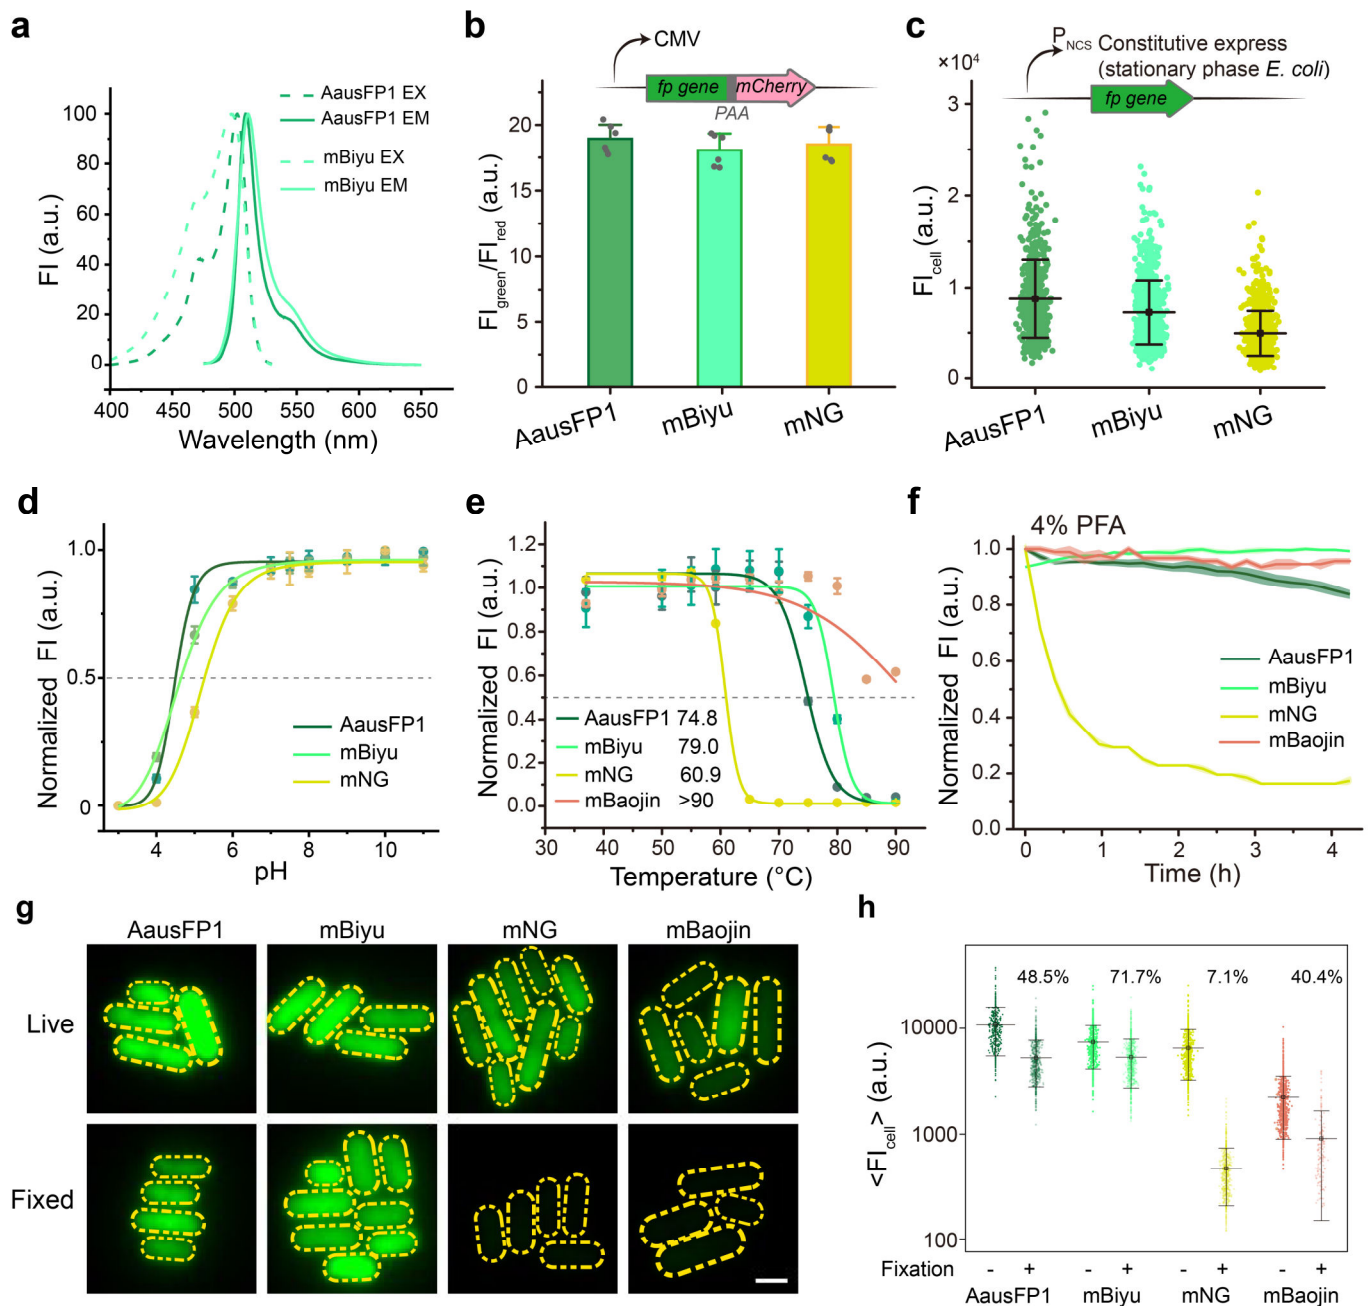 a
AausFP1 EX
AausFP1 EM
mBiyu EX
mBiyu EM
FI (a.u.)
100
80
60
40
20
0
400 450 500 550 600 650
Wavelength (nm)
b
CMV
fp gene mCherry
PAA
FIgreen/FIred (a.u.)
20
15
10
5
0
AausFP1 mBiyu mNG
c
PNCS Constitutive express
(stationary phase E. coli)
fp gene
×10⁴
FIcell (a.u.)
3
2
1
0
AausFP1 mBiyu mNG
d
Normalized FI (a.u.)
1.0
0.5
0
AausFP1
mBiyu
mNG
4 6 8 10
pH
e
Normalized FI (a.u.)
1.2
1.0
0.8
0.6
0.4
0.2
0.0
AausFP1 74.8
mBiyu 79.0
mNG 60.9
mBaojin >90
30 40 50 60 70 80 90
Temperature (°C)
f
4% PFA
Normalized FI (a.u.)
1.0
0.8
0.6
0.4
0.2
0.0
AausFP1
mBiyu
mNG
mBaojin
0 1 2 3 4
Time (h)
g
AausFP1 mBiyu mNG mBaojin
Live
Fixed
h
<FIcell> (a.u.)
48.5% 71.7% 7.1% 40.4%
10000
1000
100
Fixation - + - + - + - +
AausFP1 mBiyu mNG mBaojin